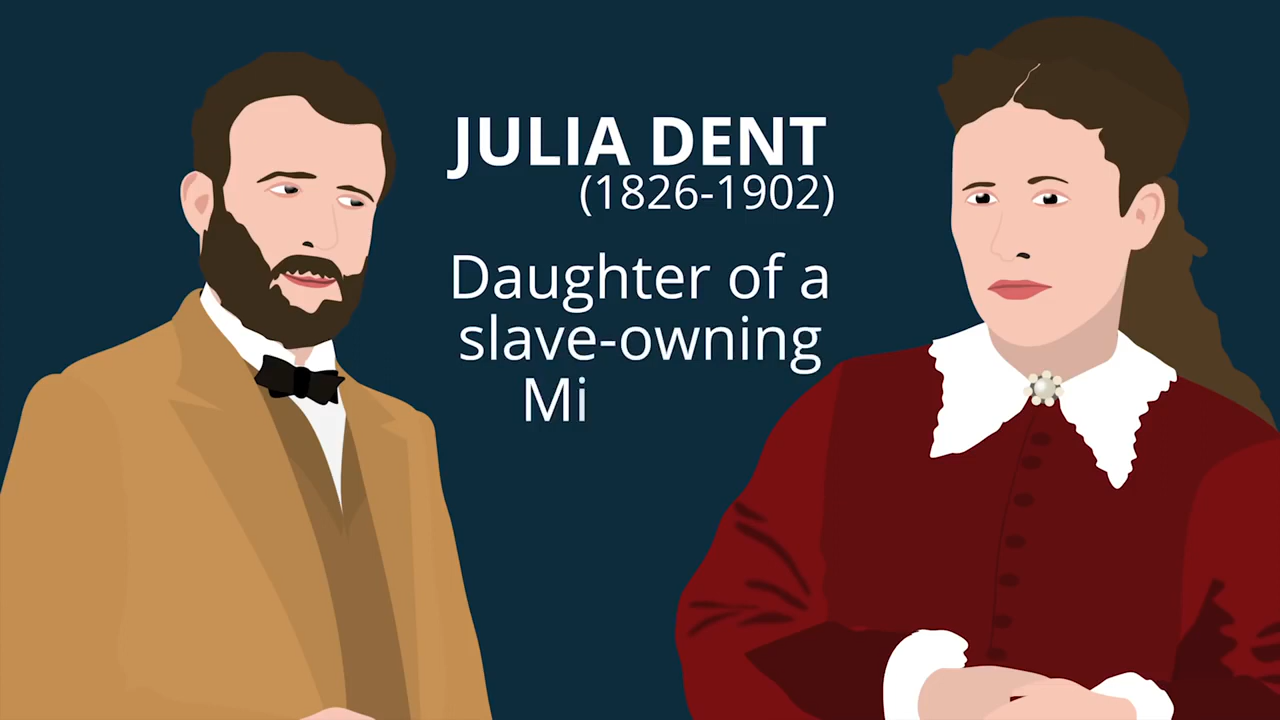 JULIA DENT
(1826-1902)
Daughter of a
slave-owning
Mi